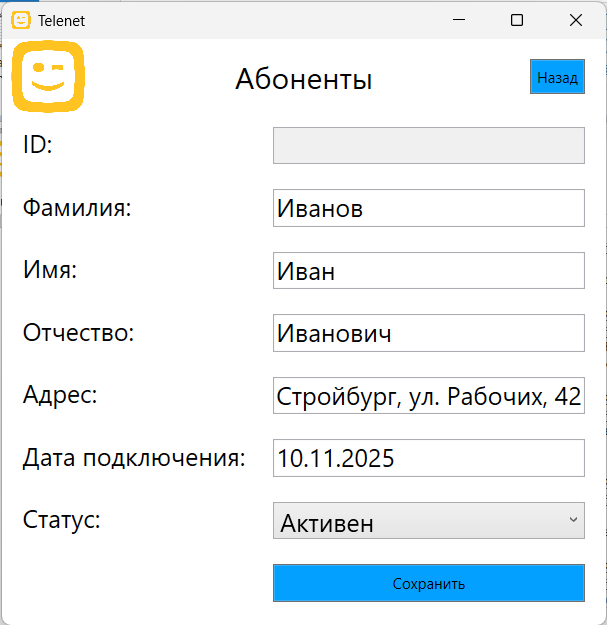 Telenet
Абоненты
Назад
ID:
Фамилия: Иванов
Имя: Иван
Отчество: Иванович
Адрес: Стройбург, ул. Рабочих, 42
Дата подключения: 10.11.2025
Статус: Активен
Сохранить